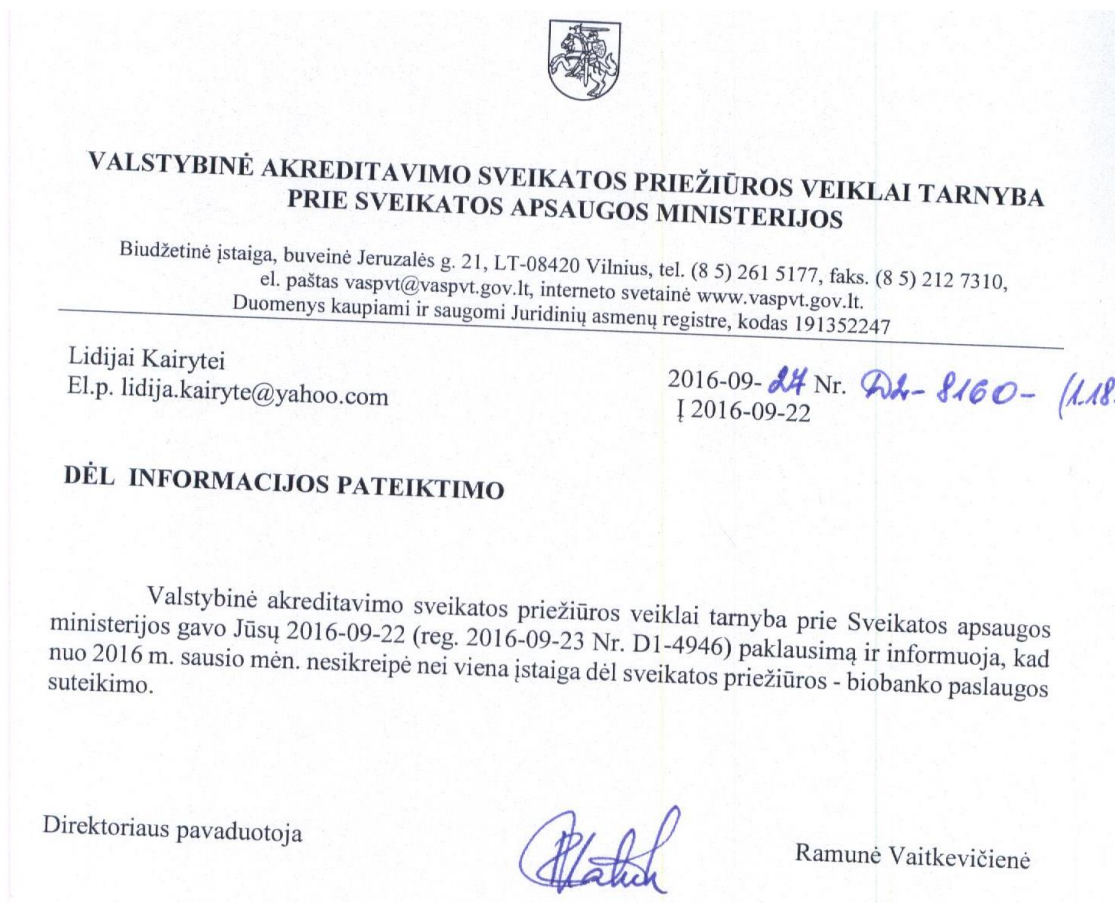 VALSTYBINĖ AKREDITAVIMO SVEIKATOS PRIEŽIŪROS VEIKLAI TARNYBA
PRIE SVEIKATOS APSAUGOS MINISTERIJOS
Biudžetinė įstaiga, buveinė Jeruzalės g. 21, LT-08420 Vilnius, tel. (8 5) 261 5177, faks. (8 5) 212 7310,
el. paštas vaspvt@vaspvt.gov.lt, interneto svetainė www.vaspvt.gov.lt.
Duomenys kaupiami ir saugomi Juridinių asmenų registre, kodas 191352247
Lidijai Kairytei
El.p. lidija.kairyte@yahoo.com
2016-09-27 Nr. D2-8160-(1.18.
Į 2016-09-22
DĖL INFORMACIJOS PATEIKTIMO
Valstybinė akreditavimo sveikatos priežiūros veiklai tarnyba prie Sveikatos apsaugos
ministerijos gavo Jūsų 2016-09-22 (reg. 2016-09-23 Nr. D1-4946) paklausimą ir informuoja, kad
nuo 2016 m. sausio mėn. nesikreipė nei viena įstaiga dėl sveikatos priežiūros - biobanko paslaugos
suteikimo.
Direktoriaus pavaduotoja
Ramunė Vaitkevičienė